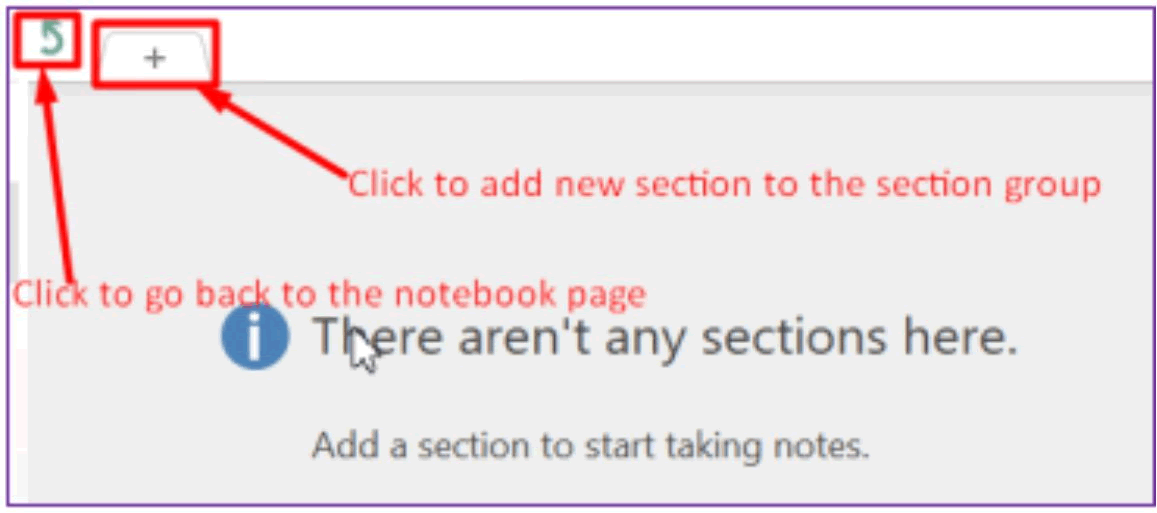 +
Click to add new section to the section group
Click to go back to the notebook page
i There aren't any sections here.
Add a section to start taking notes.